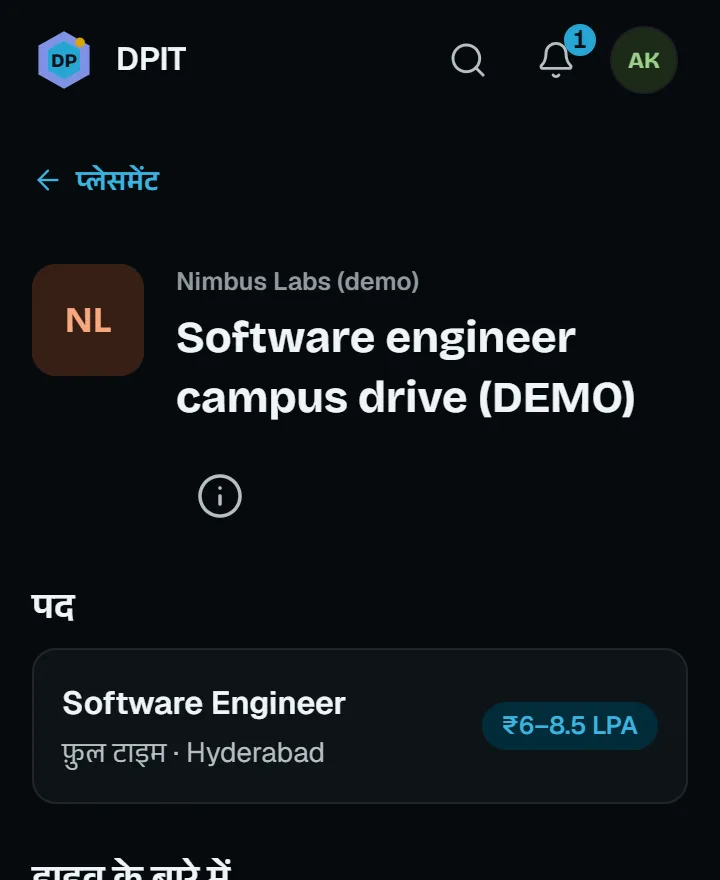 DP
DPIT
1
AK
← प्लेसमेंट
NL
Nimbus Labs (demo)
Software engineer
campus drive (DEMO)
पद
Software Engineer
₹6–8.5 LPA
फ़ुल टाइम · Hyderabad
ड्राइव के बारे में